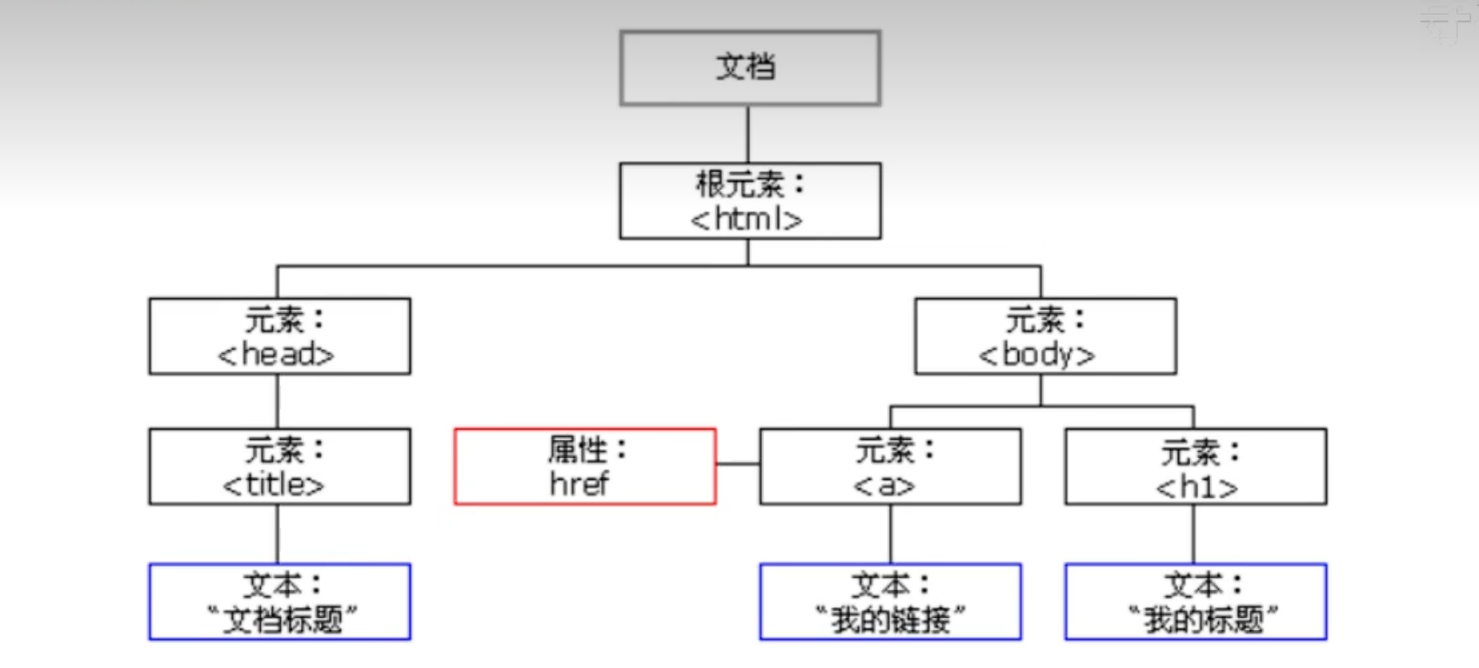 文档
根元素：
<html>
元素：
<head>
元素：
<body>
元素：
<title>
属性：
href
元素：
<a>
元素：
<h1>
文本：
“文档标题”
文本：
“我的链接”
文本：
“我的标题”